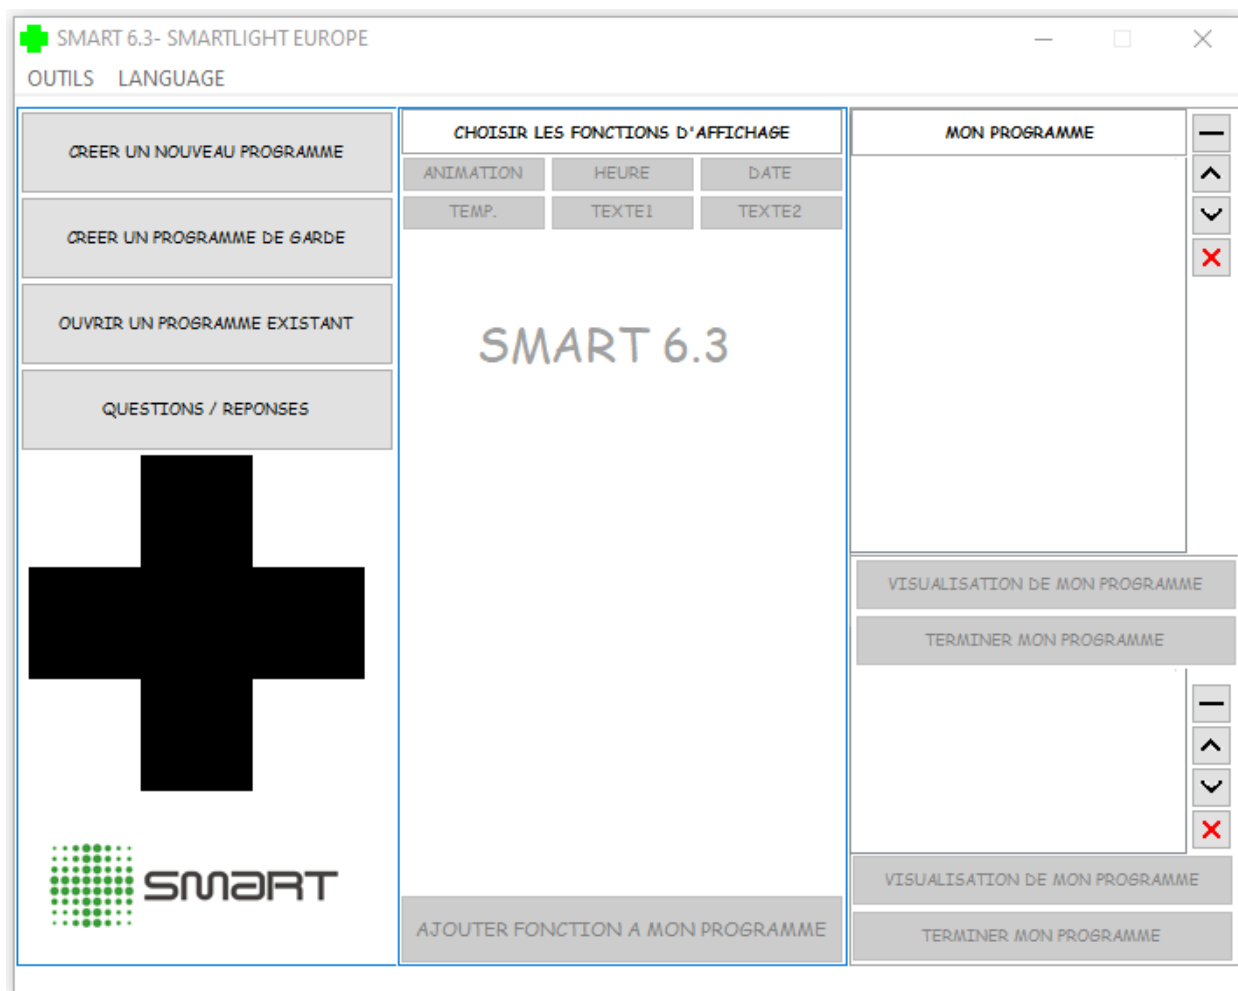 SMART 6.3- SMARTLIGHT EUROPE
OUTILS LANGUAGE
CREER UN NOUVEAU PROGRAMME
CREER UN PROGRAMME DE GARDE
OUVRIR UN PROGRAMME EXISTANT
QUESTIONS / REPONSES
SMART
CHOISIR LES FONCTIONS D'AFFICHAGE
ANIMATION HEURE DATE
TEMP. TEXTE1 TEXTE2
SMART 6.3
AJOUTER FONCTION A MON PROGRAMME
MON PROGRAMME
VISUALISATION DE MON PROGRAMME
TERMINER MON PROGRAMME
VISUALISATION DE MON PROGRAMME
TERMINER MON PROGRAMME